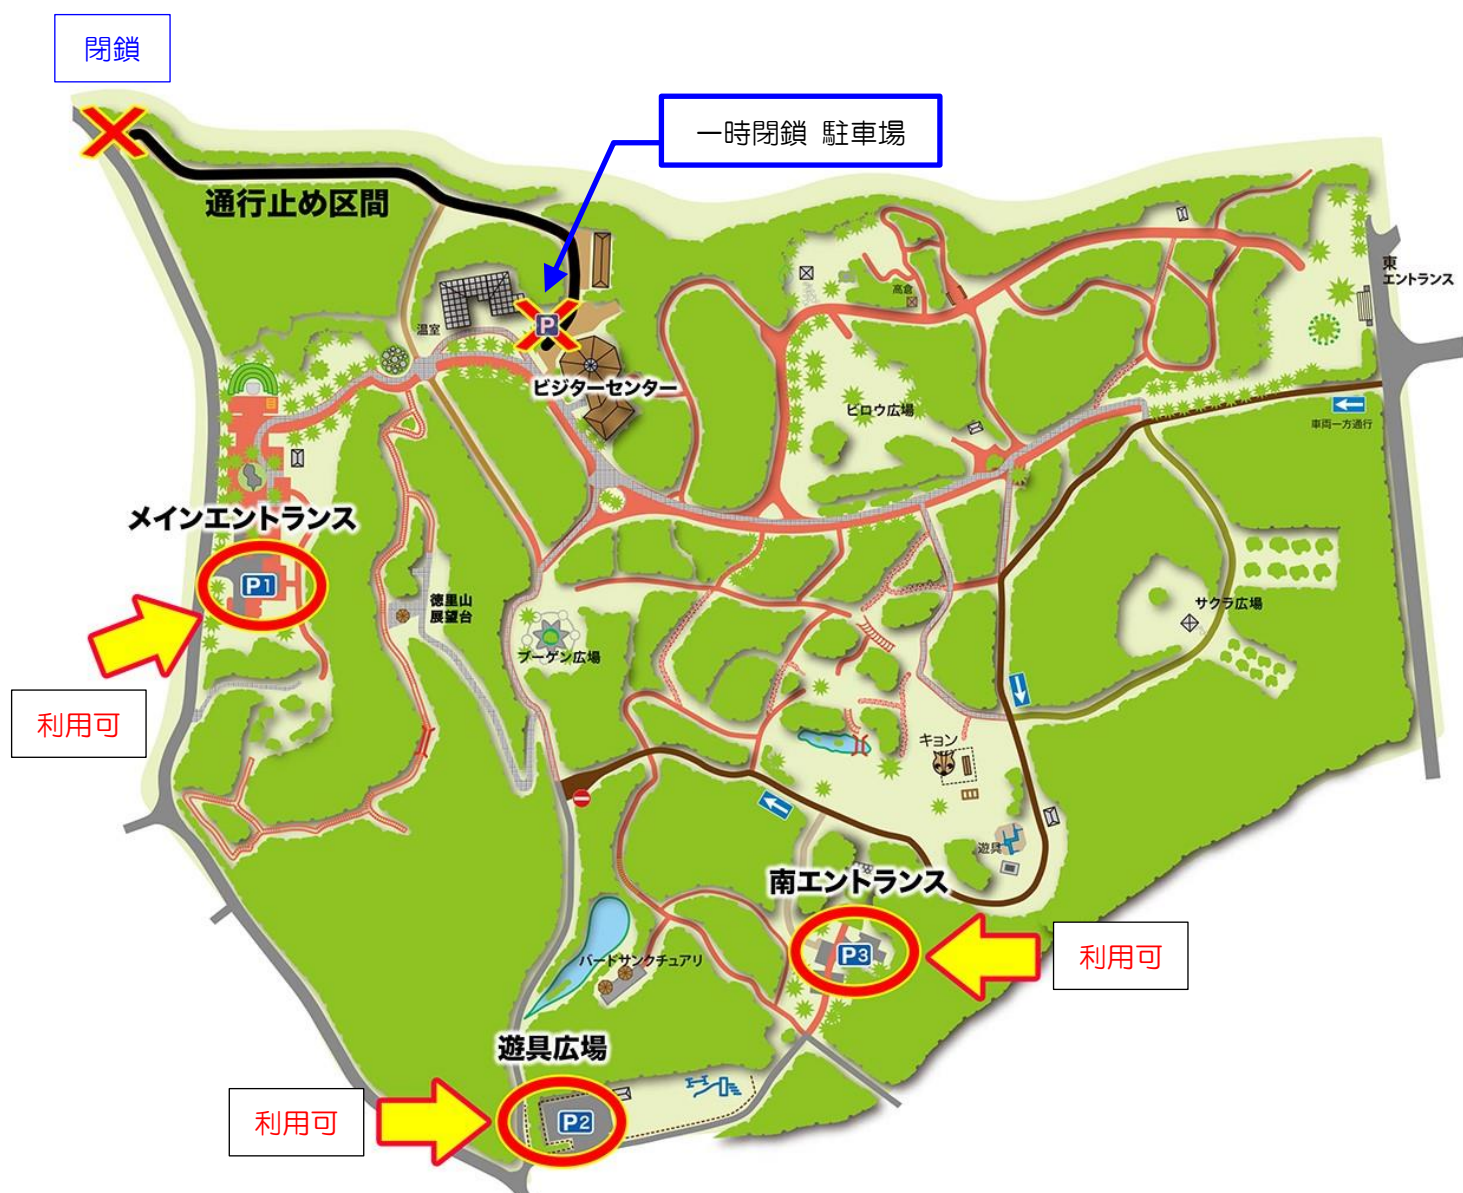 閉鎖
一時閉鎖 駐車場
通行止め区間
P
温室
ビジターセンター
高倉
東
エントランス
ビロウ広場
車両一方通行
メインエントランス
P1
利用可
徳里山
展望台
ブーゲン広場
サクラ広場
キョン
遊具
南エントランス
P3
利用可
バードサンクチュアリ
遊具広場
P2
利用可